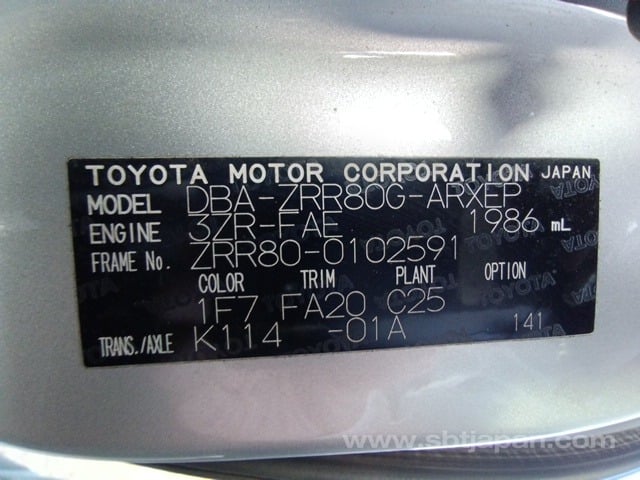 TOYOTA MOTOR CORPORATION JAPAN
MODEL DBA-ZRR80G-ARXEP
ENGINE 3ZR-FAE 1986 mL
FRAME No. ZRR80-0102591
COLOR TRIM PLANT OPTION
1F7 FA20 C25
TRANS./AXLE K114 -01A 141
www.sbtjapan.com